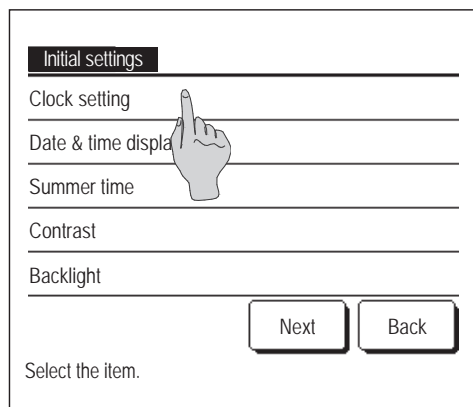 Initial settings
Clock setting
Date & time displa
Summer time
Contrast
Backlight
Next
Back
Select the item.